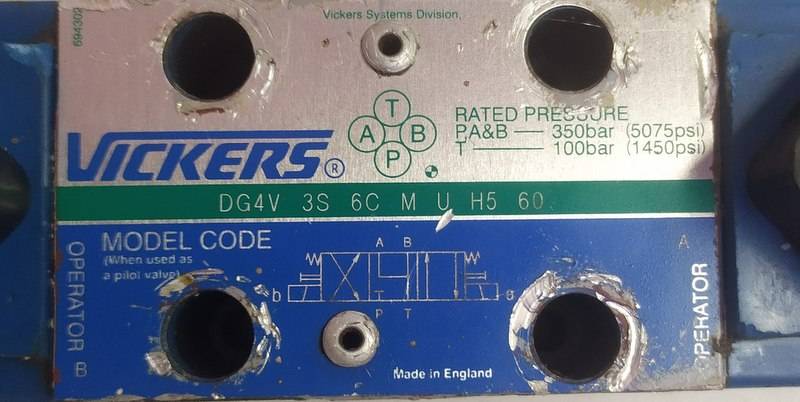 694302
Vickers Systems Division,
VICKERS®
T
A B
P
RATED PRESSURE
P,A&B — 350bar (5075psi)
T — 100bar (1450psi)
DG4V 3S 6C M U H5 60
MODEL CODE
(When used as
a pilot valve)
OPERATOR B
A B
b T a
P T
A
OPERATOR
Made in England